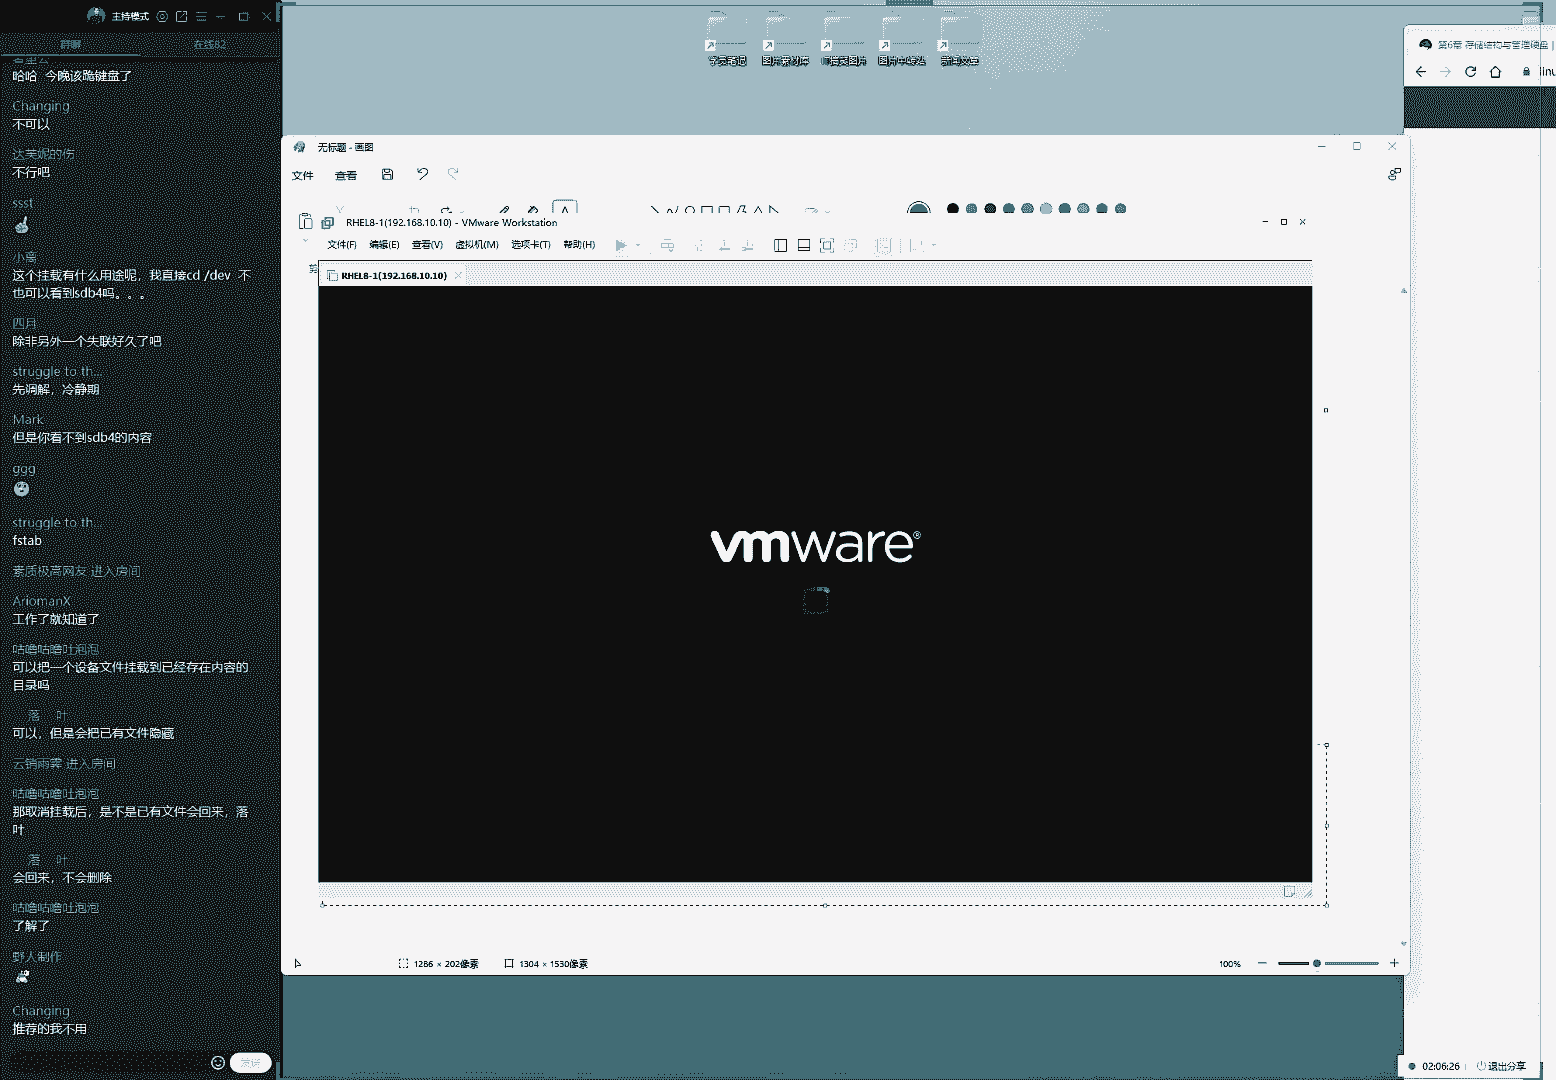 主持模式
群聊
在线82
哈哈  今晚该跪键盘了
Changing
不可以
达芙妮的伤
不行吧
ssst
小高
这个挂载有什么用途呢，我直接cd /dev  不
也可以看到sdb4吗。。。
四月
除非另外一个失联好久了吧
struggle to th...
先调解，冷静期
Mark
但是你看不到sdb4的内容
ggg
struggle to th...
fstab
素质极高网友 进入房间
AriomanX
工作了就知道了
咕噜咕噜吐泡泡
可以把一个设备文件挂载到已经存在内容的
目录吗
落  叶
可以，但是会把已有文件隐藏
云销雨霁 进入房间
咕噜咕噜吐泡泡
那取消挂载后，是不是已有文件会回来，落
叶
落  叶
会回来，不会删除
咕噜咕噜吐泡泡
了解了
野人制作
Changing
推荐的我不用
发送
学员笔记
图片素材库
第6章 存储结构与管理硬盘 |
linu
无标题 - 画图
文件
查看
RHEL8-1(192.168.10.10) - VMware Workstation
文件(F)
编辑(E)
查看(V)
虚拟机(M)
选项卡(T)
帮助(H)
剪
RHEL8-1(192.168.10.10)
vmware®
1286 × 202像素
1304 × 1530像素
100%
02:06:26
退出分享